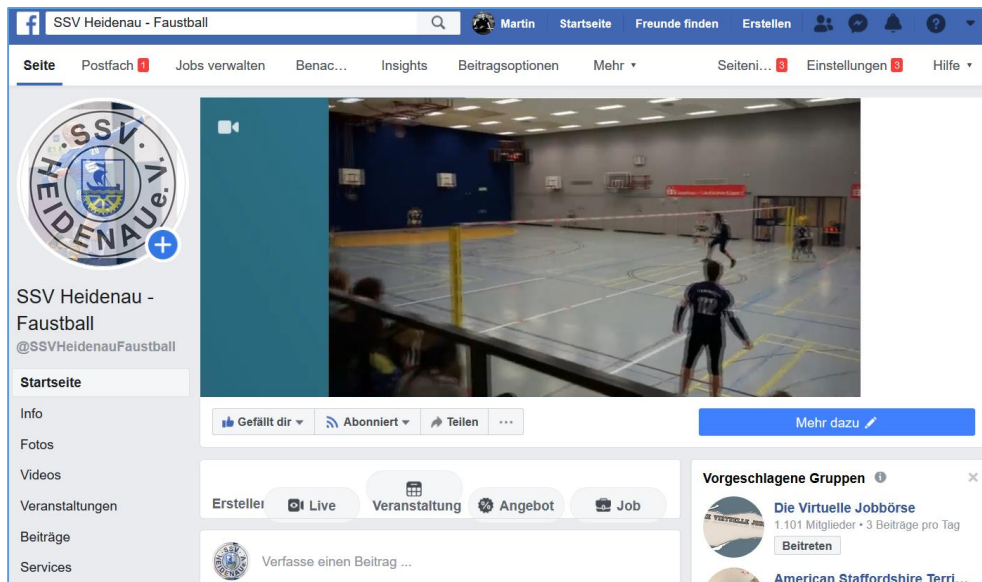 SSV Heidenau - Faustball
Martin Startseite Freunde finden Erstellen
Seite Postfach 1 Jobs verwalten Benac... Insights Beitragsoptionen Mehr Seiteni... 3 Einstellungen 3 Hilfe
SSV HEIDENAU e.V.
SSV Heidenau -
Faustball
@SSVHeidenauFaustball
Startseite
Info
Fotos
Videos
Veranstaltungen
Beiträge
Services
Gefällt dir Abonniert Teilen ...
Mehr dazu
Live Veranstaltung Angebot Job
Verfasse einen Beitrag ...
Vorgeschlagene Gruppen
Die Virtuelle Jobbörse
1.101 Mitglieder • 3 Beiträge pro Tag
Beitreten
American Staffordshire Terri...